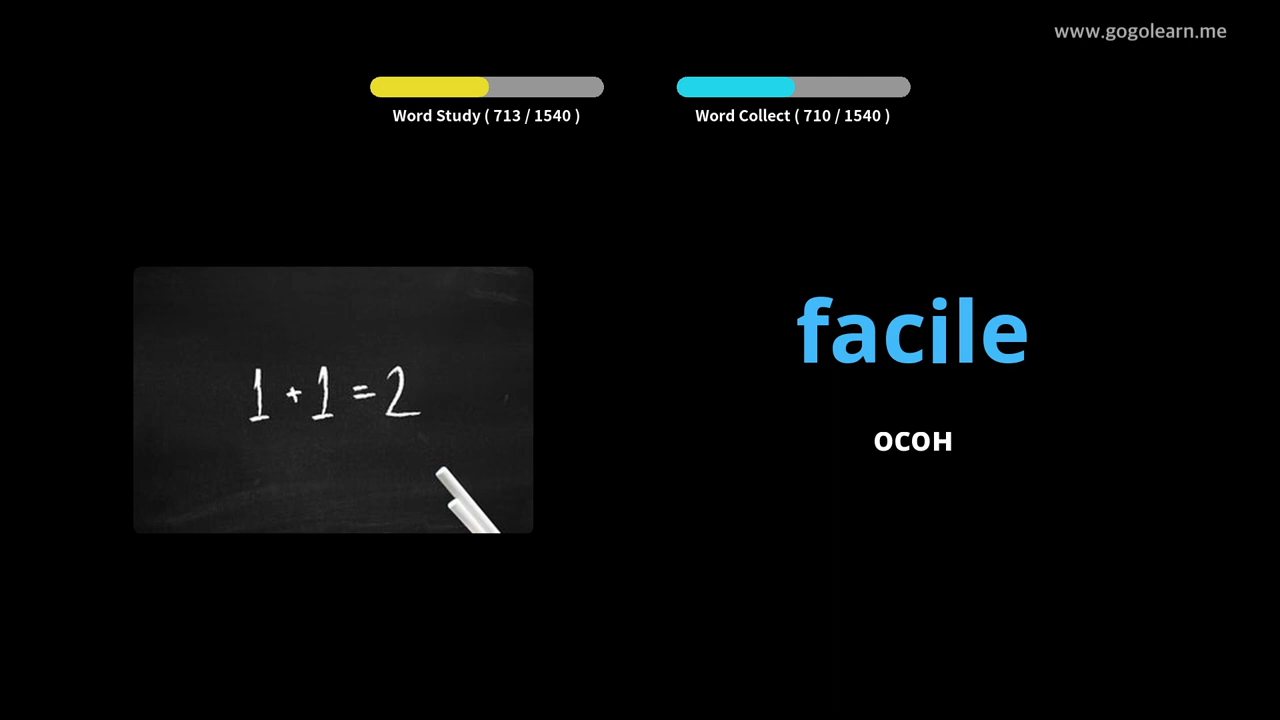 www.gogolearn.me
Word Study ( 713 / 1540 )
Word Collect ( 710 / 1540 )
1 + 1 = 2
facile
осон